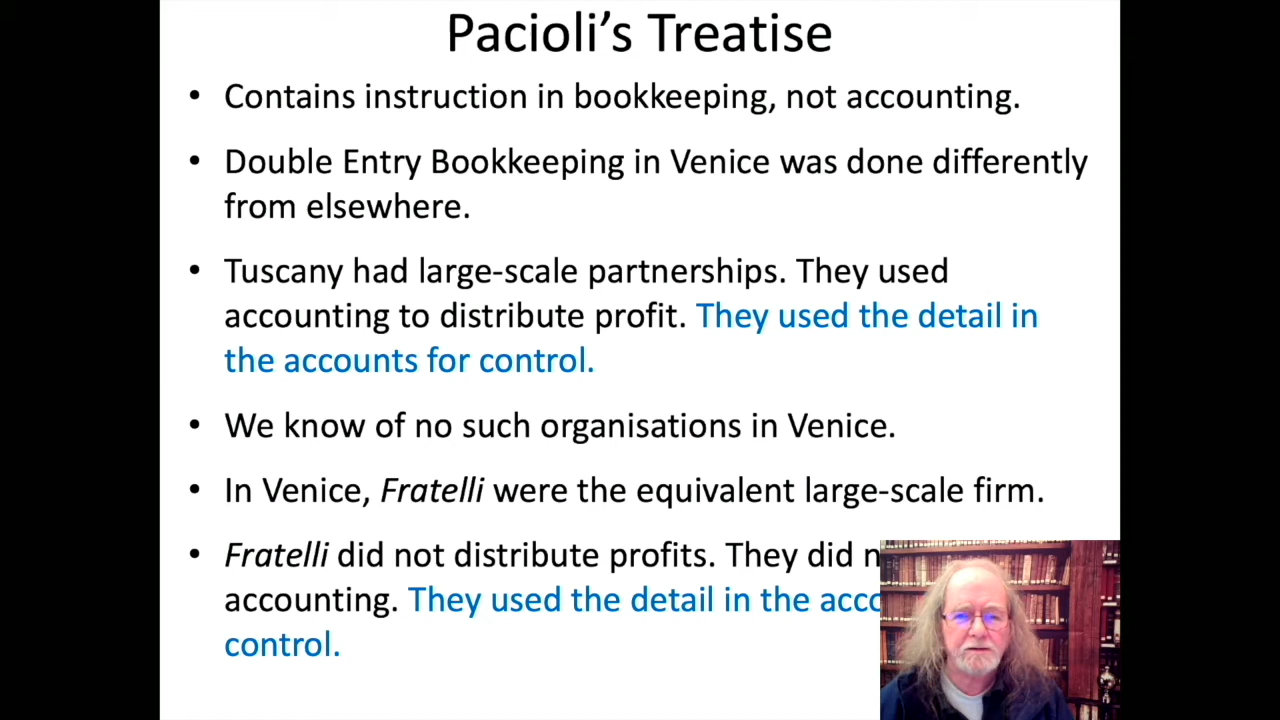 Pacioli’s Treatise
• Contains instruction in bookkeeping, not accounting.
• Double Entry Bookkeeping in Venice was done differently
from elsewhere.
• Tuscany had large-scale partnerships. They used
accounting to distribute profit. They used the detail in
the accounts for control.
• We know of no such organisations in Venice.
• In Venice, Fratelli were the equivalent large-scale firm.
• Fratelli did not distribute profits. They did
accounting. They used the detail in the
control.